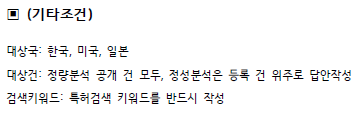 ▣ (기타조건)
대상국: 한국, 미국, 일본
대상건: 정량분석 공개 건 모두, 정성분석은 등록 건 위주로 답안작성
검색키워드: 특허검색 키워드를 반드시 작성